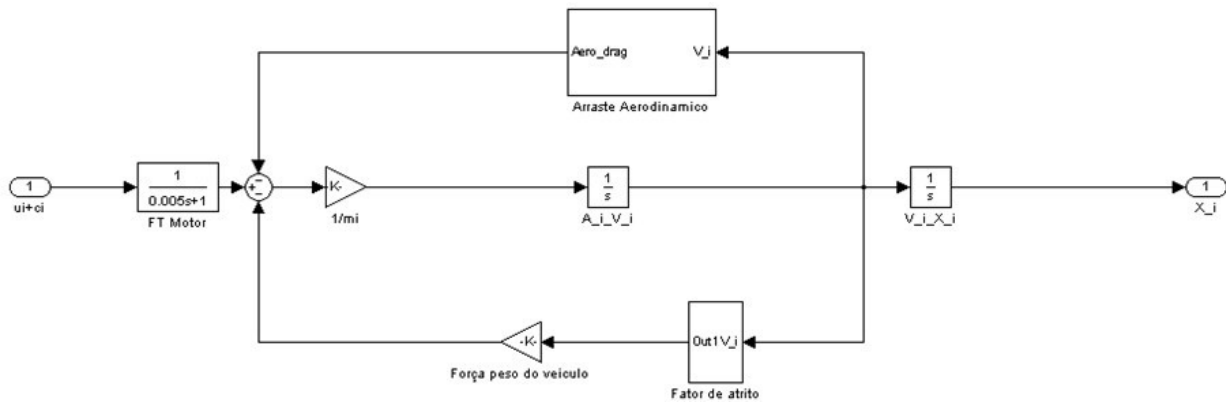 Aero_drag
V_i
Arraste Aerodinamico
1
ui+ci
1
0.005s+1
FT Motor
+
−
−
K-
1/mi
1
s
A_i_V_i
1
s
V_i_X_i
1
X_i
-K-
Força peso do veiculo
Out1
V_i
Fator de atrito